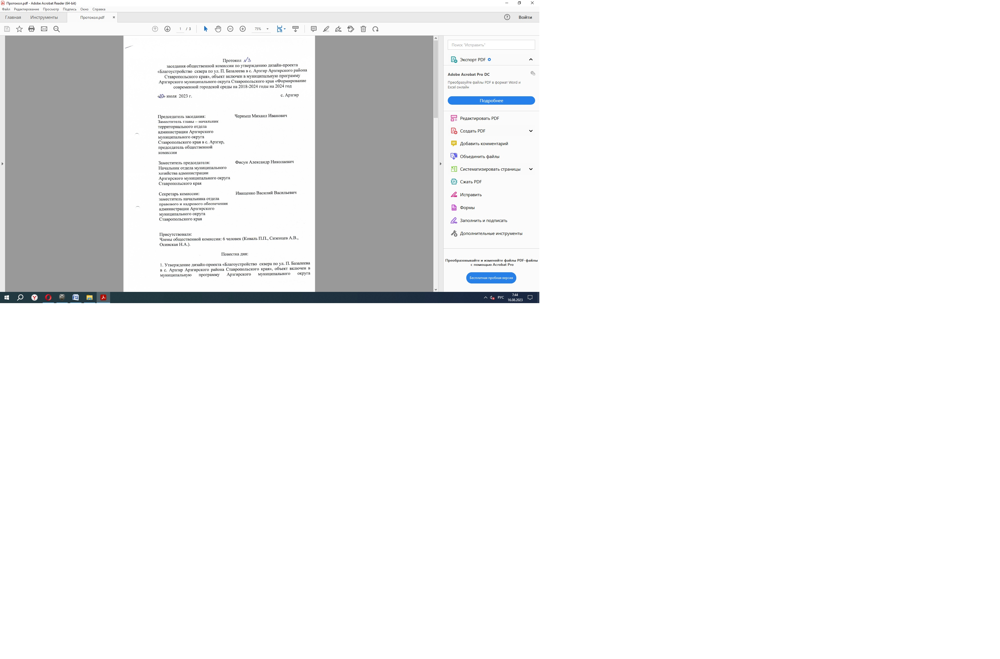 Протокол.pdf - Adobe Acrobat Reader (64-bit)
Файл Редактирование Просмотр Подпись Окно Справка
Главная Инструменты Протокол.pdf × ? Войти
1 / 3 75%
Протокол №3
заседания общественной комиссии по утверждению дизайн-проекта
«Благоустройство сквера по ул. П. Базалеева в с. Арзгир Арзгирского района
Ставропольского края», объект включен в муниципальную программу
Арзгирского муниципального округа Ставропольского края «Формирование
современной городской среды на 2018-2024 годы на 2024 год
«20» июля 2023 г. с. Арзгир
Председатель заседания: Черныш Михаил Иванович
Заместитель главы – начальник
территориального отдела
администрации Арзгирского
муниципального округа
Ставропольского края в с. Арзгир,
председатель общественной
комиссии
Заместитель председателя: Фисун Александр Николаевич
Начальник отдела муниципального
хозяйства администрации
Арзгирского муниципального округа
Ставропольского края
Секретарь комиссии: Иващенко Василий Васильевич
заместитель начальника отдела
правового и кадрового обеспечения
администрации Арзгирского
муниципального округа
Ставропольского края
Присутствовали:
Члены общественной комиссии: 6 человек (Коваль П.П., Сизенцев А.В.,
Осинская Н.А.).
Повестка дня:
1. Утверждение дизайн-проекта «Благоустройство сквера по ул. П. Базалеева
в с. Арзгир Арзгирского района Ставропольского края», объект включен в
муниципальную программу Арзгирского муниципального округа
Поиск "Исправить"
Экспорт PDF
Adobe Acrobat Pro DC
Преобразуйте файлы PDF в формат Word и
Excel онлайн
Подробнее
Редактировать PDF
Создать PDF
Добавить комментарий
Объединить файлы
Систематизировать страницы
Сжать PDF
Исправить
Формы
Заполнить и подписать
Дополнительные инструменты
Преобразовывайте и изменяйте файлы PDF-файлы
с помощью Acrobat Pro
Бесплатная пробная версия
РУС
7:44
16.08.2023